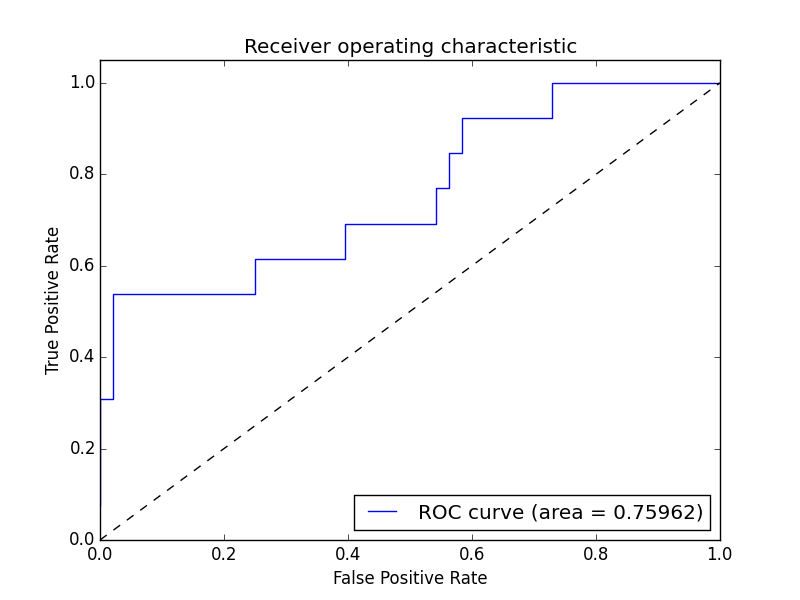 Receiver operating characteristic
1.0
0.8
0.6
0.4
0.2
0.0
True Positive Rate
ROC curve (area = 0.75962)
0.0 0.2 0.4 0.6 0.8 1.0
False Positive Rate